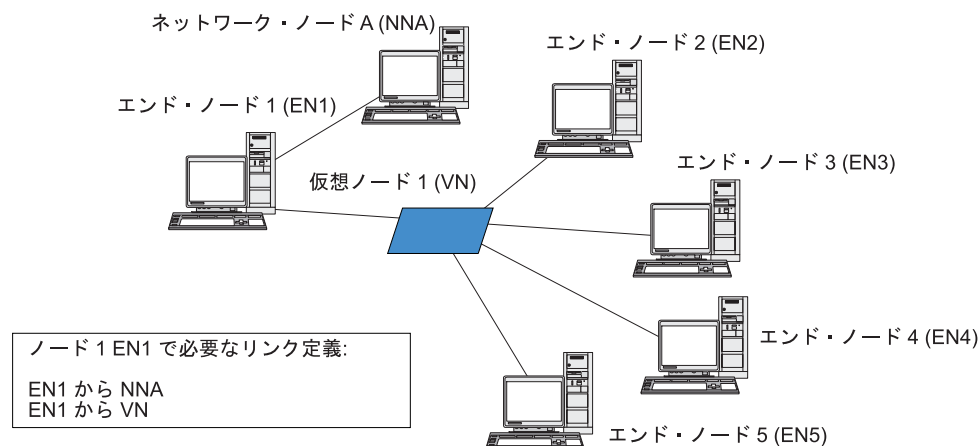 ネットワーク・ノード A (NNA)
エンド・ノード 2 (EN2)
エンド・ノード 1 (EN1)
エンド・ノード 3 (EN3)
仮想ノード 1 (VN)
エンド・ノード 4 (EN4)
ノード 1 EN1 で必要なリンク定義:
EN1 から NNA
EN1 から VN
エンド・ノード 5 (EN5)